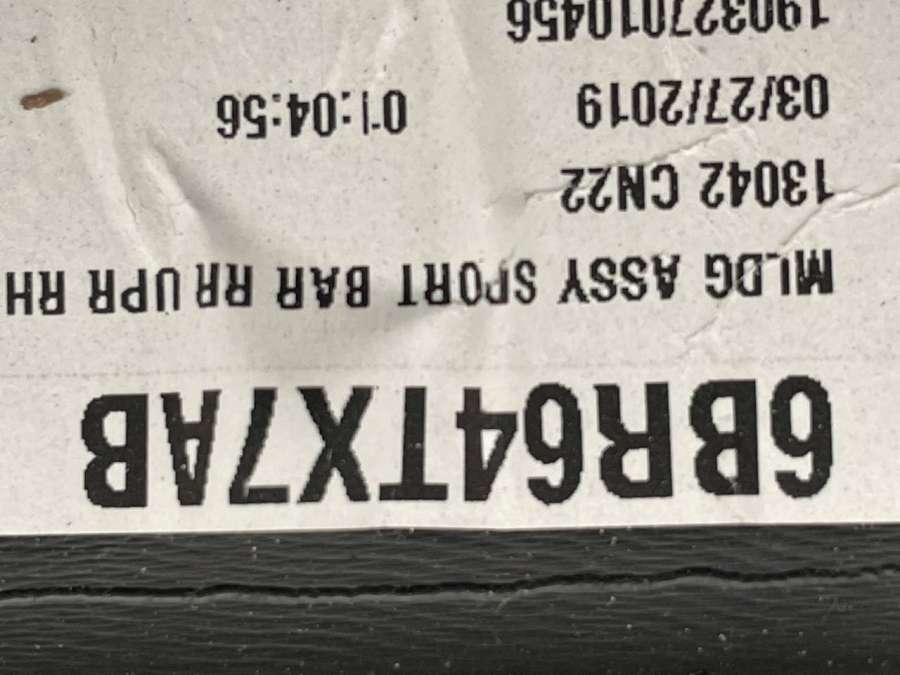 6BR64TX7AB
MLDG ASSY SPORT BAR RR UPR RH
13042 CN22
03/27/2019 01:04:56
190327010456